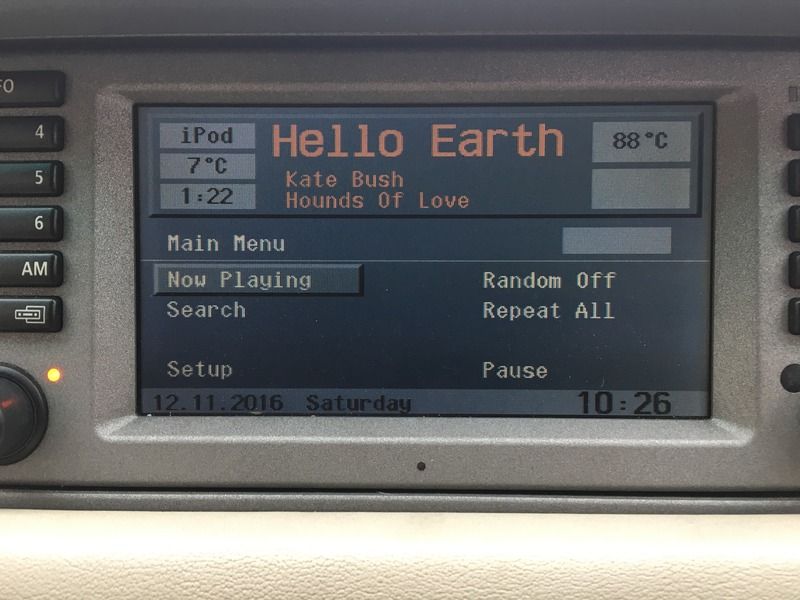 FO
4
5
6
AM
iPod
7°C
1:22
Hello Earth
Kate Bush
Hounds Of Love
88°C
Main Menu
Now Playing
Random Off
Search
Repeat All
Setup
Pause
12.11.2016 Saturday
10:26